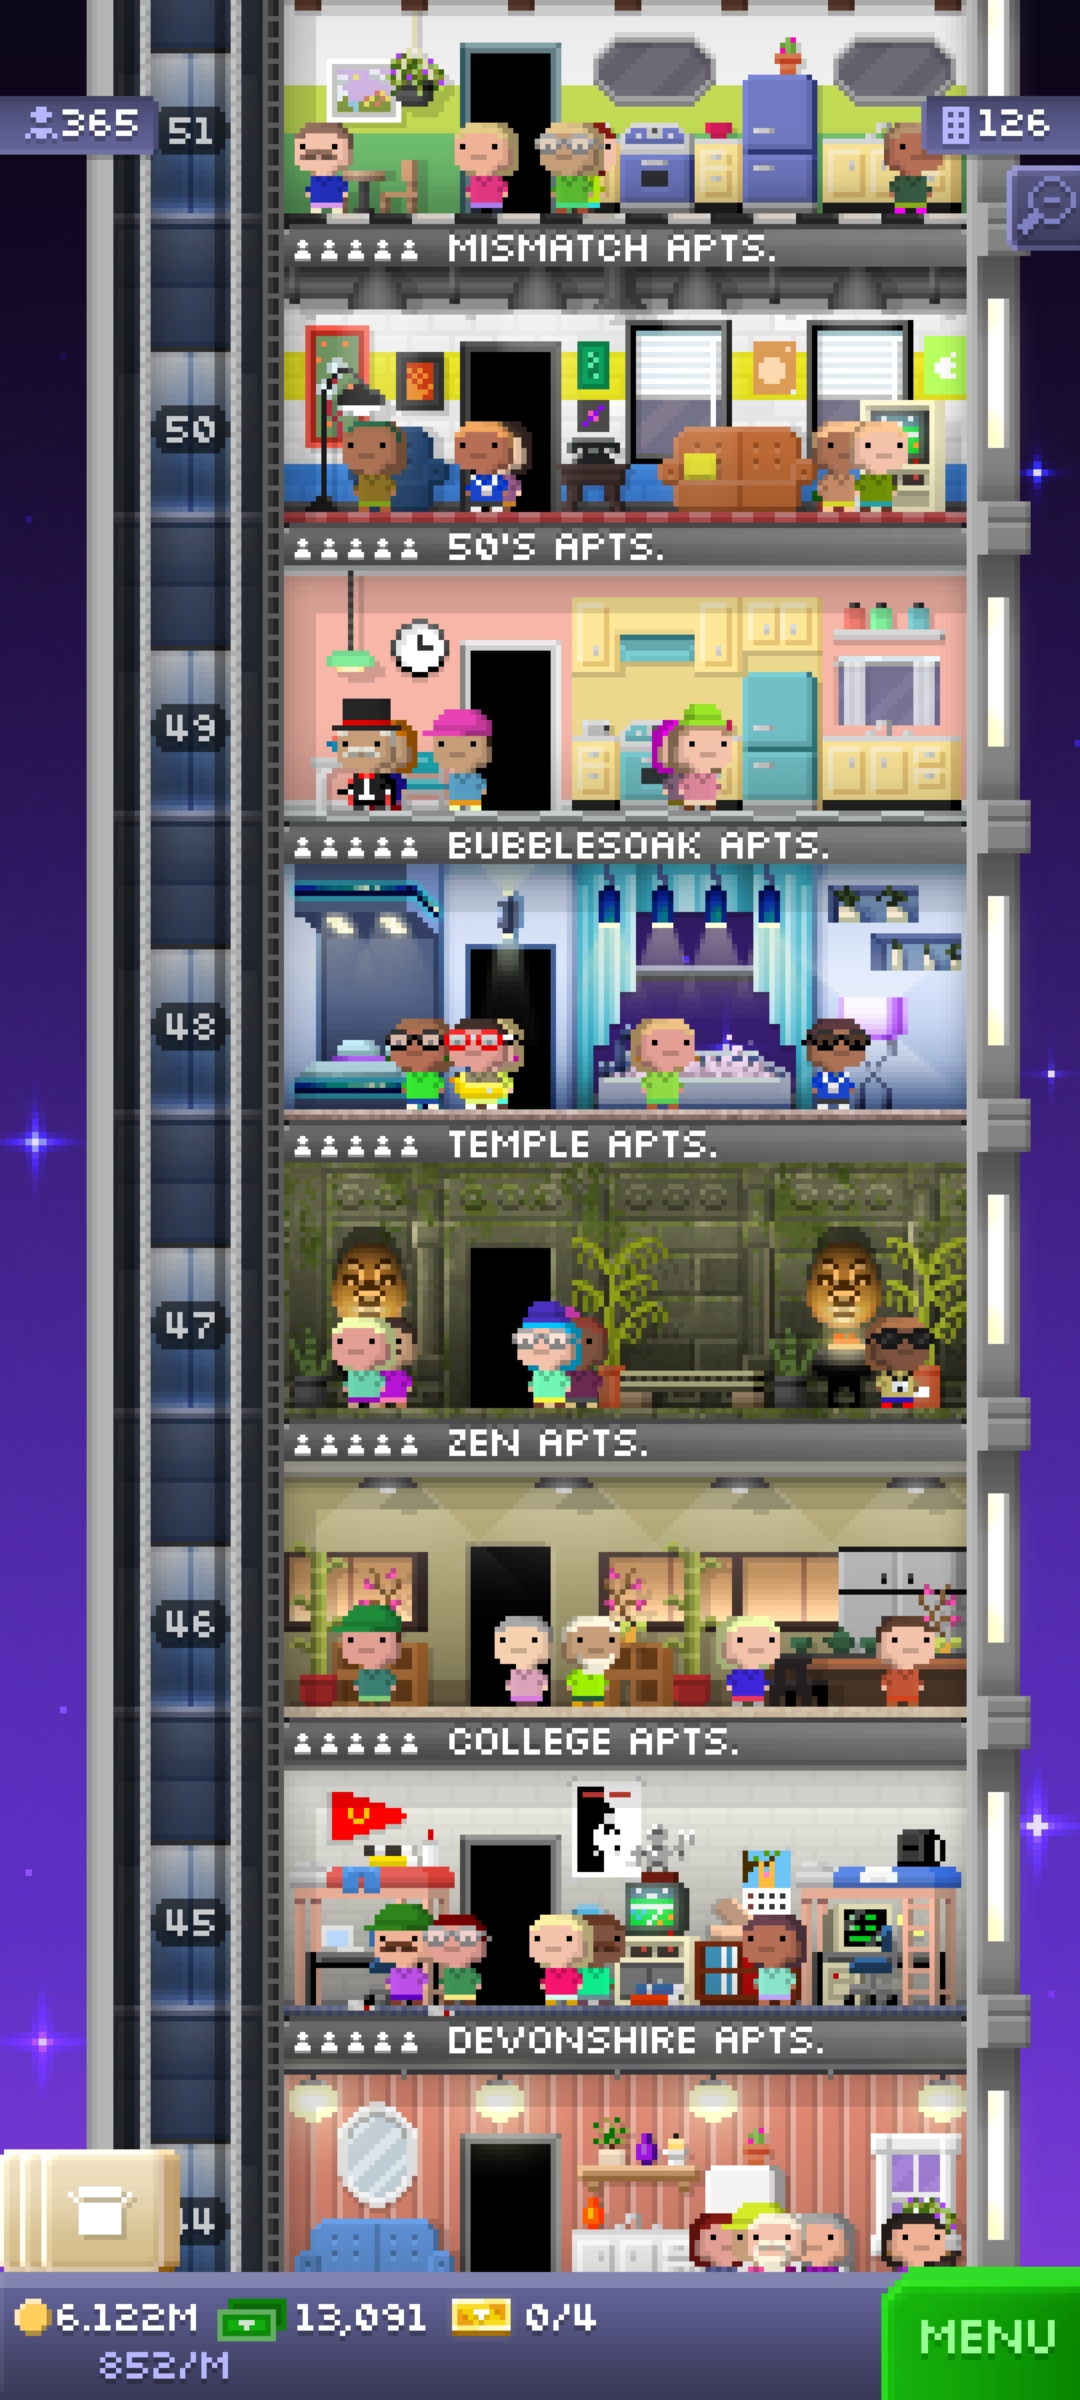 365
51
126
MISMATCH APTS.
50
50'S APTS.
49
BUBBLESOAK APTS.
48
TEMPLE APTS.
47
ZEN APTS.
46
COLLEGE APTS.
45
DEVONSHIRE APTS.
44
6.122M
13,091
0/4
852/M
MENU